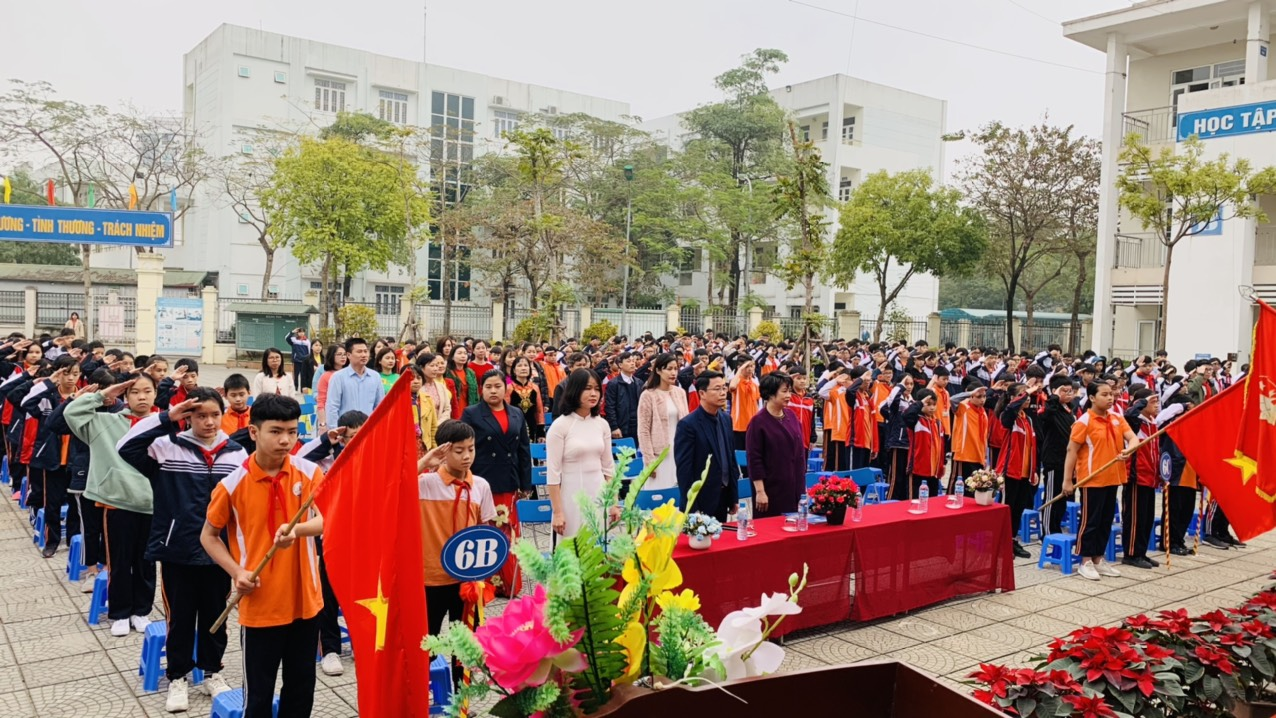 ƯƠNG - TÌNH THƯƠNG - TRÁCH NHIỆM
HỌC TẬP
6B